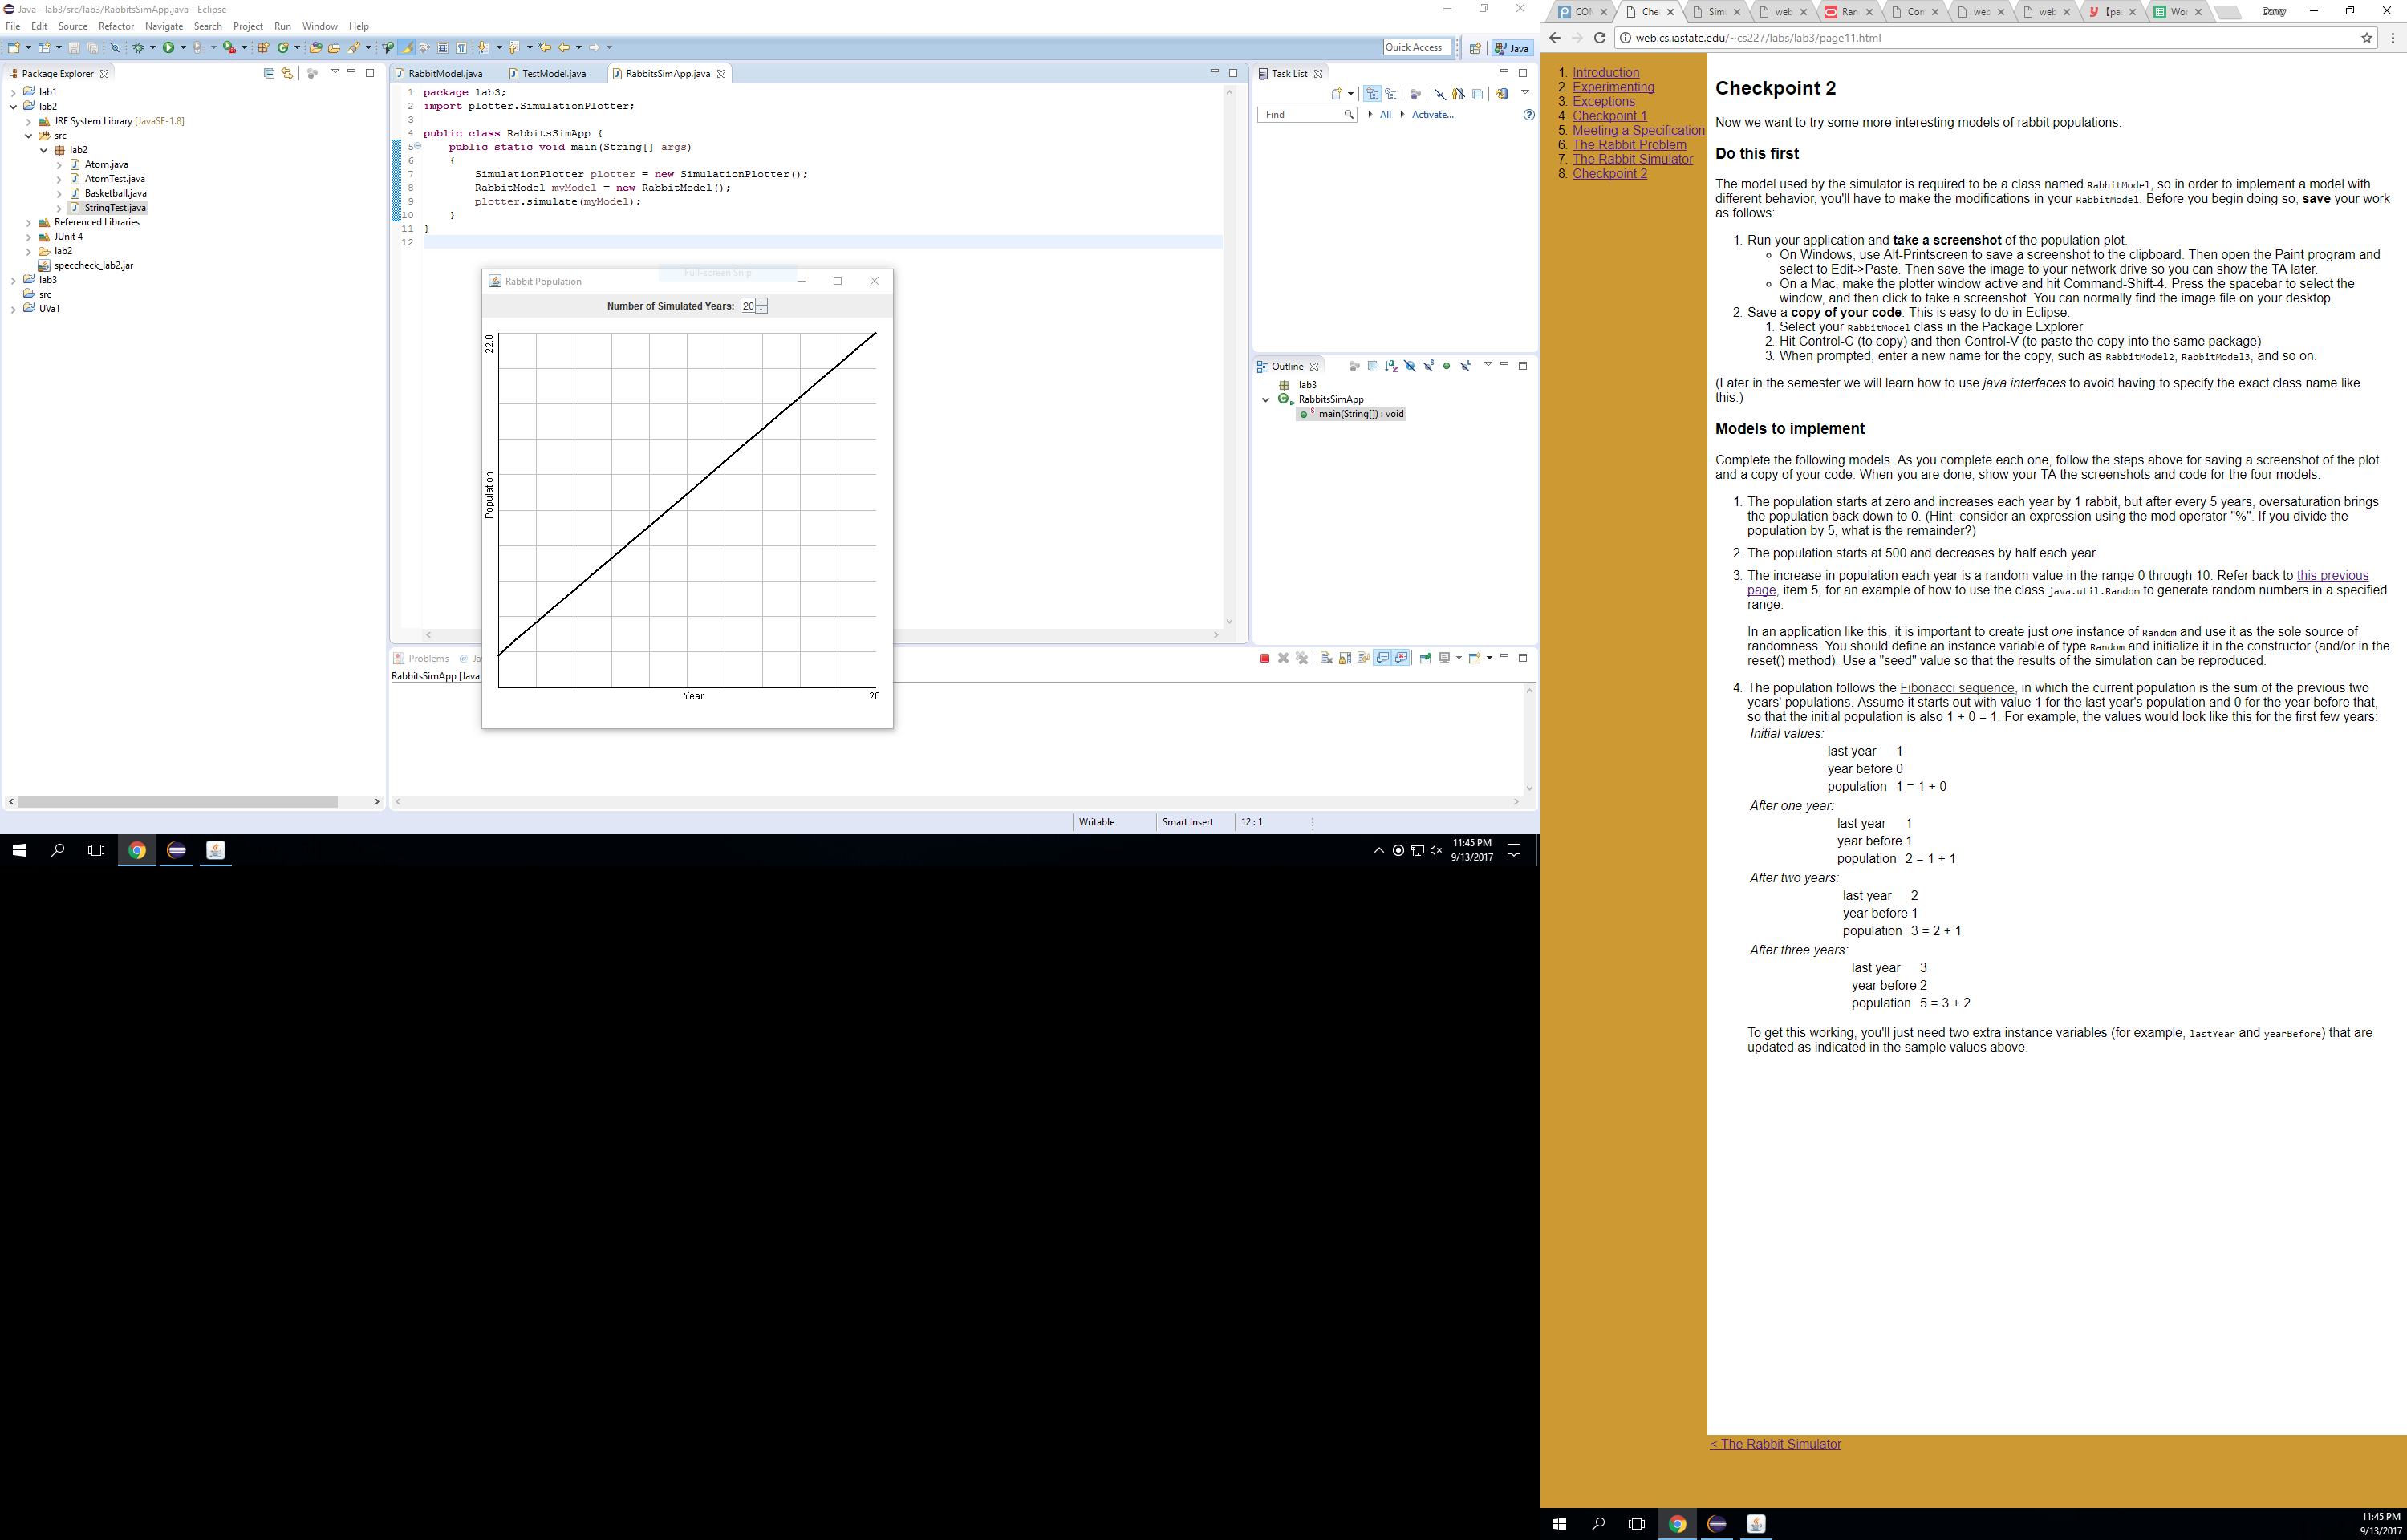 Java - lab3/src/lab3/RabbitsSimApp.java - Eclipse
File Edit Source Refactor Navigate Search Project Run Window Help
Quick Access
Java
Package Explorer
lab1
lab2
JRE System Library [JavaSE-1.8]
src
lab2
Atom.java
AtomTest.java
Basketball.java
StringTest.java
Referenced Libraries
JUnit 4
lab2
speccheck_lab2.jar
lab3
src
UVa1
RabbitModel.java TestModel.java RabbitsSimApp.java
1 package lab3;
2 import plotter.SimulationPlotter;
3
4 public class RabbitsSimApp {
5 public static void main(String[] args)
6 {
7 SimulationPlotter plotter = new SimulationPlotter();
8 RabbitModel myModel = new RabbitModel();
9 plotter.simulate(myModel);
10 }
11 }
12
Full-screen Snip
Rabbit Population
Number of Simulated Years: 20
22.0
Population
Year
20
Task List
Find
All
Activate...
Outline
lab3
RabbitsSimApp
main(String[]) : void
Problems @ Ja
RabbitsSimApp [Java
Writable
Smart Insert
12 : 1
11:45 PM
9/13/2017
CON Che Sim web Ran Con web web [pa Wor
Danny
web.cs.iastate.edu/~cs227/labs/lab3/page11.html
1. Introduction
2. Experimenting
3. Exceptions
4. Checkpoint 1
5. Meeting a Specification
6. The Rabbit Problem
7. The Rabbit Simulator
8. Checkpoint 2
Checkpoint 2
Now we want to try some more interesting models of rabbit populations.
Do this first
The model used by the simulator is required to be a class named RabbitModel, so in order to implement a model with
different behavior, you'll have to make the modifications in your RabbitModel. Before you begin doing so, save your work
as follows:
1. Run your application and take a screenshot of the population plot.
On Windows, use Alt-Printscreen to save a screenshot to the clipboard. Then open the Paint program and
select to Edit->Paste. Then save the image to your network drive so you can show the TA later.
On a Mac, make the plotter window active and hit Command-Shift-4. Press the spacebar to select the
window, and then click to take a screenshot. You can normally find the image file on your desktop.
2. Save a copy of your code. This is easy to do in Eclipse.
1. Select your RabbitModel class in the Package Explorer
2. Hit Control-C (to copy) and then Control-V (to paste the copy into the same package)
3. When prompted, enter a new name for the copy, such as RabbitModel2, RabbitModel3, and so on.
(Later in the semester we will learn how to use java interfaces to avoid having to specify the exact class name like
this.)
Models to implement
Complete the following models. As you complete each one, follow the steps above for saving a screenshot of the plot
and a copy of your code. When you are done, show your TA the screenshots and code for the four models.
1. The population starts at zero and increases each year by 1 rabbit, but after every 5 years, oversaturation brings
the population back down to 0. (Hint: consider an expression using the mod operator "%". If you divide the
population by 5, what is the remainder?)
2. The population starts at 500 and decreases by half each year.
3. The increase in population each year is a random value in the range 0 through 10. Refer back to this previous
page, item 5, for an example of how to use the class java.util.Random to generate random numbers in a specified
range.
In an application like this, it is important to create just one instance of Random and use it as the sole source of
randomness. You should define an instance variable of type Random and initialize it in the constructor (and/or in the
reset() method). Use a "seed" value so that the results of the simulation can be reproduced.
4. The population follows the Fibonacci sequence, in which the current population is the sum of the previous two
years' populations. Assume it starts out with value 1 for the last year's population and 0 for the year before that,
so that the initial population is also 1 + 0 = 1. For example, the values would look like this for the first few years:
Initial values:
last year 1
year before 0
population 1 = 1 + 0
After one year:
last year 1
year before 1
population 2 = 1 + 1
After two years:
last year 2
year before 1
population 3 = 2 + 1
After three years:
last year 3
year before 2
population 5 = 3 + 2
To get this working, you'll just need two extra instance variables (for example, lastYear and yearBefore) that are
updated as indicated in the sample values above.
< The Rabbit Simulator
11:45 PM
9/13/2017